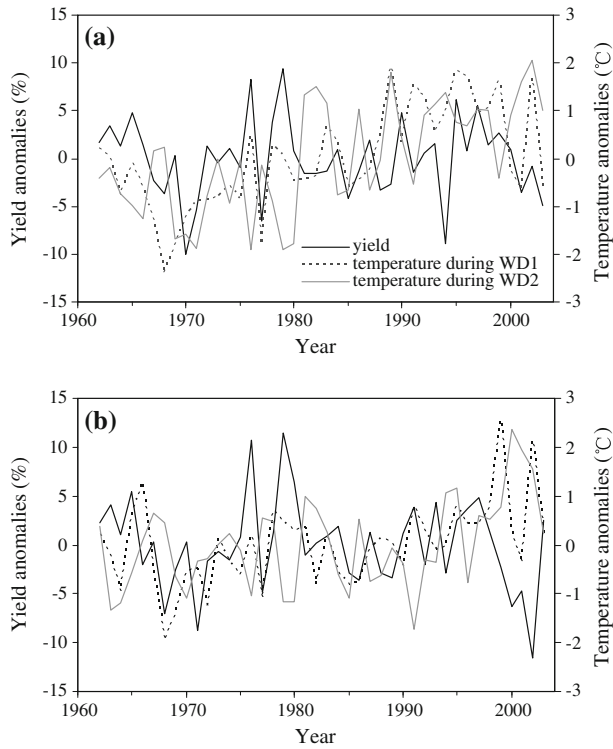 (a)
Yield anomalies (%)
15
10
5
0
-5
-10
-15
3
2
1
0
-1
-2
-3
Temperature anomalies (℃)
yield
temperature during WD1
temperature during WD2
1960 1970 1980 1990 2000
Year
(b)
Yield anomalies (%)
15
10
5
0
-5
-10
-15
3
2
1
0
-1
-2
-3
Temperature anomalies (℃)
1960 1970 1980 1990 2000
Year